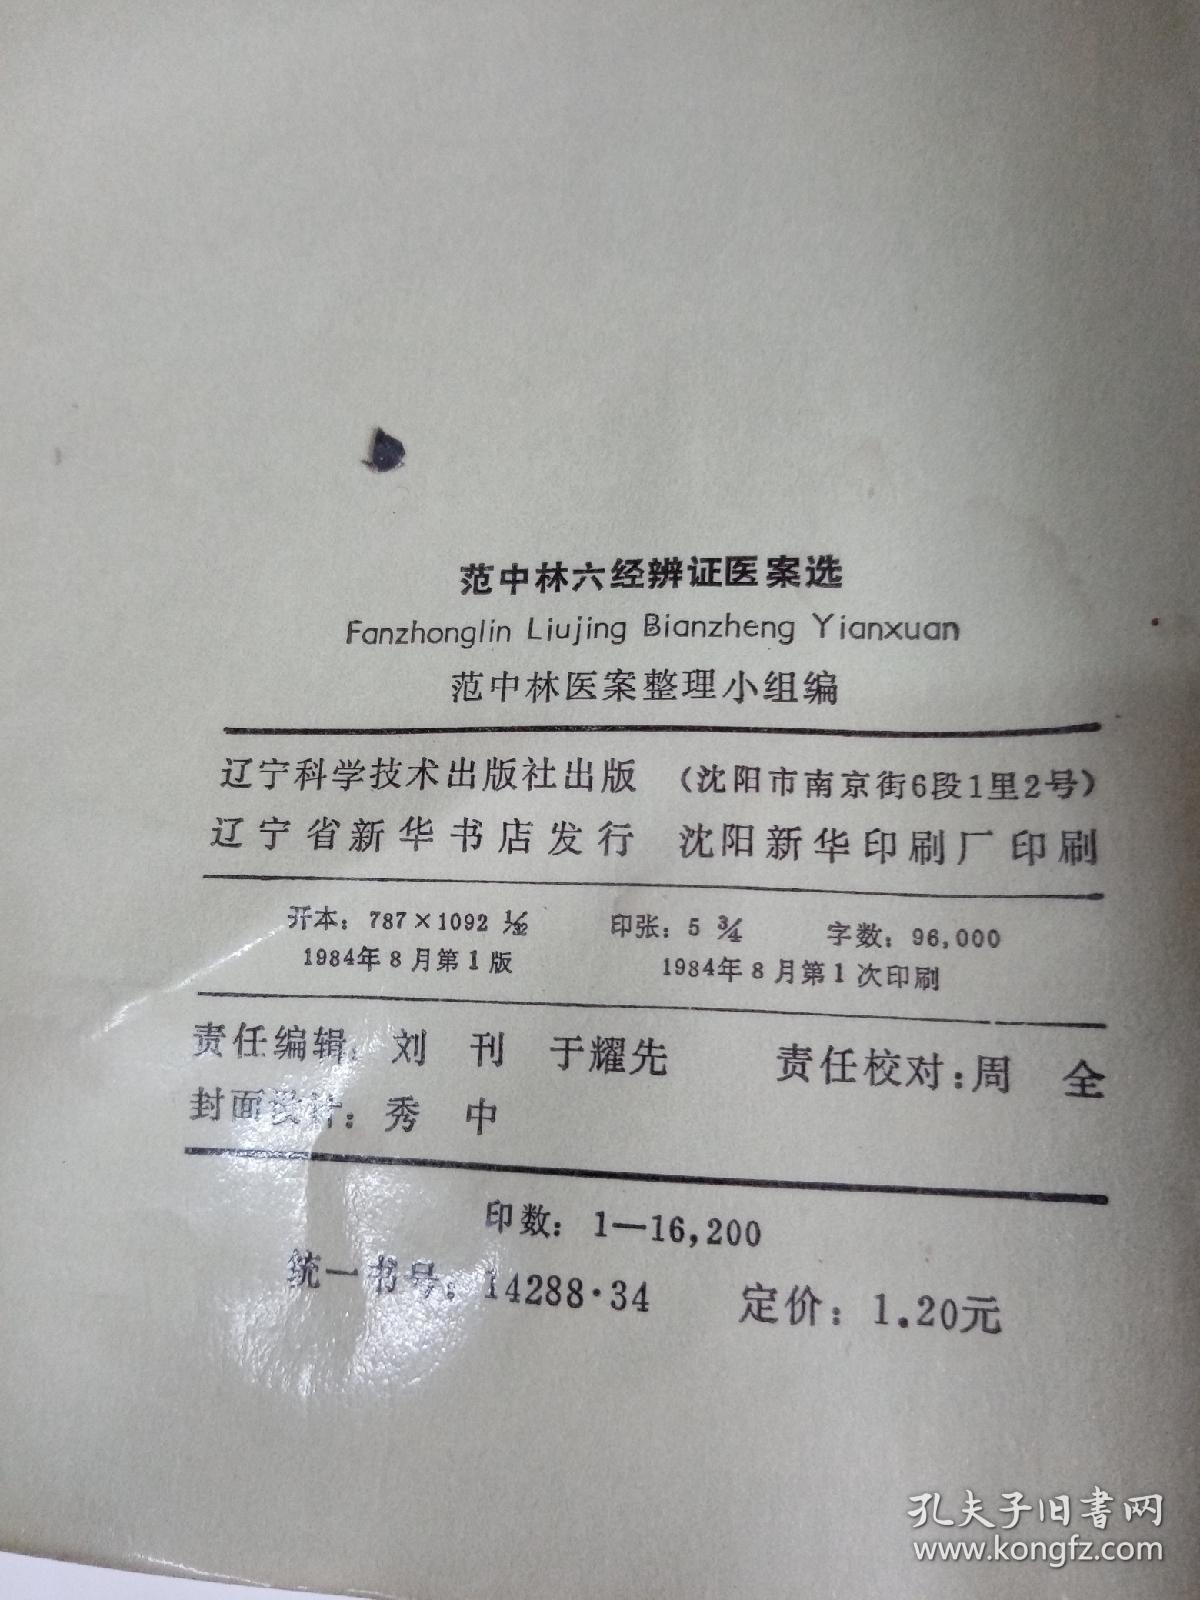 范中林六经辨证医案选
Fanzhonglin Liujing Bianzheng Yianxuan
范中林医案整理小组编
辽宁科学技术出版社出版 （沈阳市南京街6段1里2号）
辽宁省新华书店发行 沈阳新华印刷厂印刷
开本：787×1092 1/32 印张：5 3/4 字数：96,000
1984年8月第1版 1984年8月第1次印刷
责任编辑：刘 刊 于耀先 责任校对：周 全
封面设计：秀 中
印数：1—16,200
统一书号：14288·34 定价：1.20元
孔夫子旧书网
www.kongfz.com